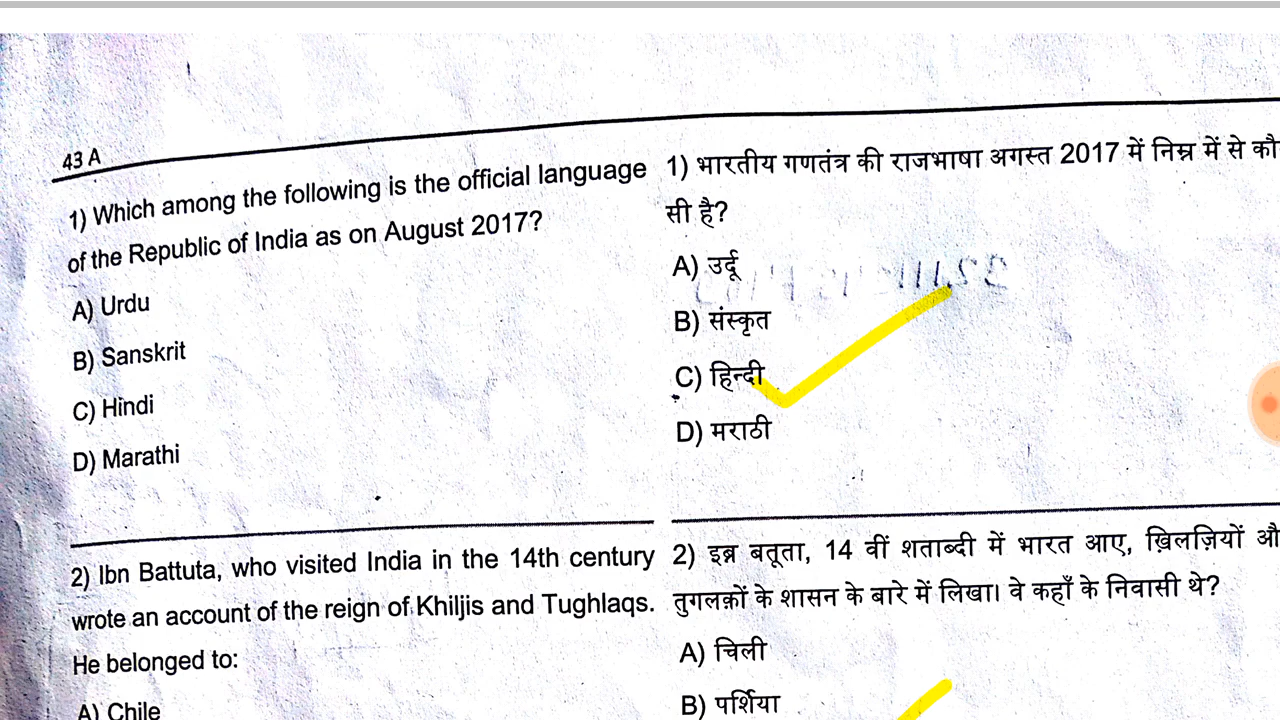 43 A
1) Which among the following is the official language
of the Republic of India as on August 2017?
A) Urdu
B) Sanskrit
C) Hindi
D) Marathi
1) भारतीय गणतंत्र की राजभाषा अगस्त 2017 में निम्न में से कौ
सी है?
A) उर्दू
B) संस्कृत
C) हिन्दी
D) मराठी
2) Ibn Battuta, who visited India in the 14th century
wrote an account of the reign of Khiljis and Tughlaqs.
He belonged to:
A) Chile
2) इब्न बतूता, 14 वीं शताब्दी में भारत आए, ख़िलज़ियों औ
तुगलक़ों के शासन के बारे में लिखा। वे कहाँ के निवासी थे?
A) चिली
B) पर्शिया